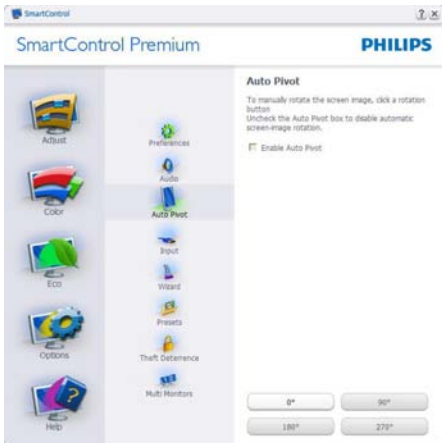 SmartControl
SmartControl Premium
PHILIPS
Adjust
Color
Eco
Options
Help
Preferences
Audio
Auto Pivot
Input
Wizard
Presets
Theft Deterrence
Multi Monitors
Auto Pivot
To manually rotate the screen image, click a rotation
button
Uncheck the Auto Pivot box to disable automatic
screen-image rotation.
Enable Auto Pivot
0°
90°
180°
270°